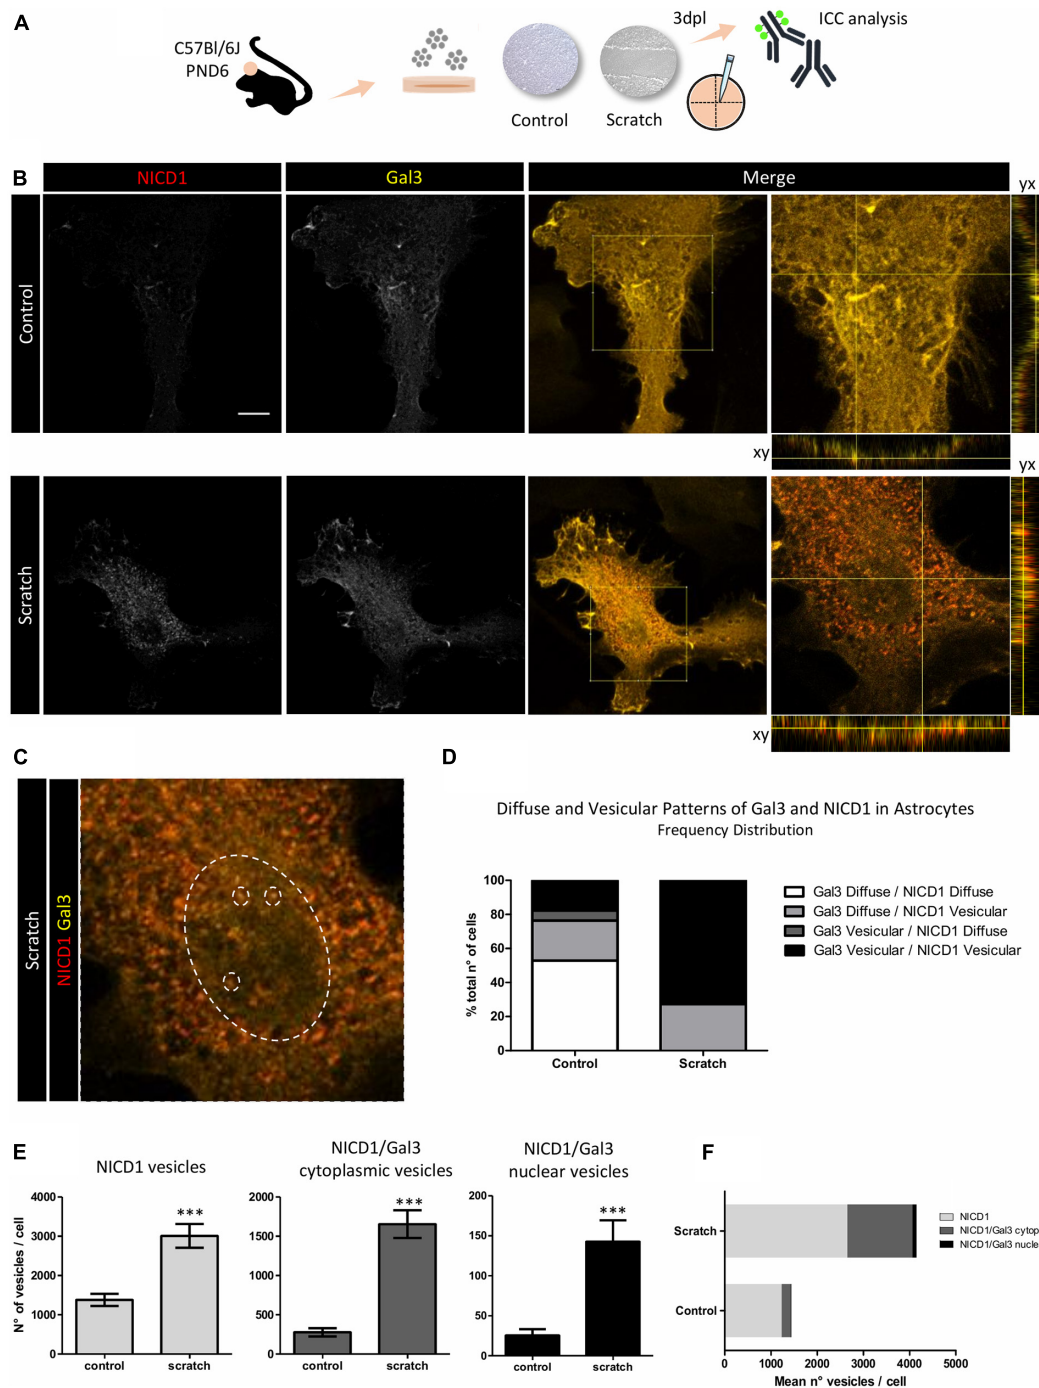 A
C57Bl/6J
PND6
Control
Scratch
3dpl
ICC analysis
B
NICD1
Gal3
Merge
yx
Control
xy
yx
Scratch
xy
C
Scratch
NICD1 Gal3
D
Diffuse and Vesicular Patterns of Gal3 and NICD1 in Astrocytes
Frequency Distribution
% total n° of cells
100
80
60
40
20
0
Control
Scratch
Gal3 Diffuse / NICD1 Diffuse
Gal3 Diffuse / NICD1 Vesicular
Gal3 Vesicular / NICD1 Diffuse
Gal3 Vesicular / NICD1 Vesicular
E
NICD1 vesicles
N° of vesicles / cell
4000
3000
2000
1000
0
***
control
scratch
NICD1/Gal3
cytoplasmic vesicles
2000
1500
1000
500
0
***
control
scratch
NICD1/Gal3
nuclear vesicles
200
150
100
50
0
***
control
scratch
F
Scratch
Control
0
1000
2000
3000
4000
5000
Mean n° vesicles / cell
NICD1
NICD1/Gal3 cytop
NICD1/Gal3 nucle